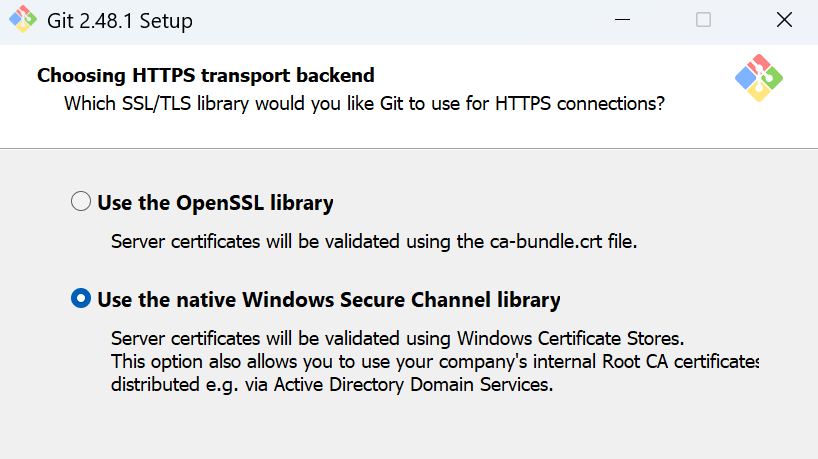 Git 2.48.1 Setup
Choosing HTTPS transport backend
Which SSL/TLS library would you like Git to use for HTTPS connections?
Use the OpenSSL library
Server certificates will be validated using the ca-bundle.crt file.
Use the native Windows Secure Channel library
Server certificates will be validated using Windows Certificate Stores.
This option also allows you to use your company's internal Root CA certificates
distributed e.g. via Active Directory Domain Services.